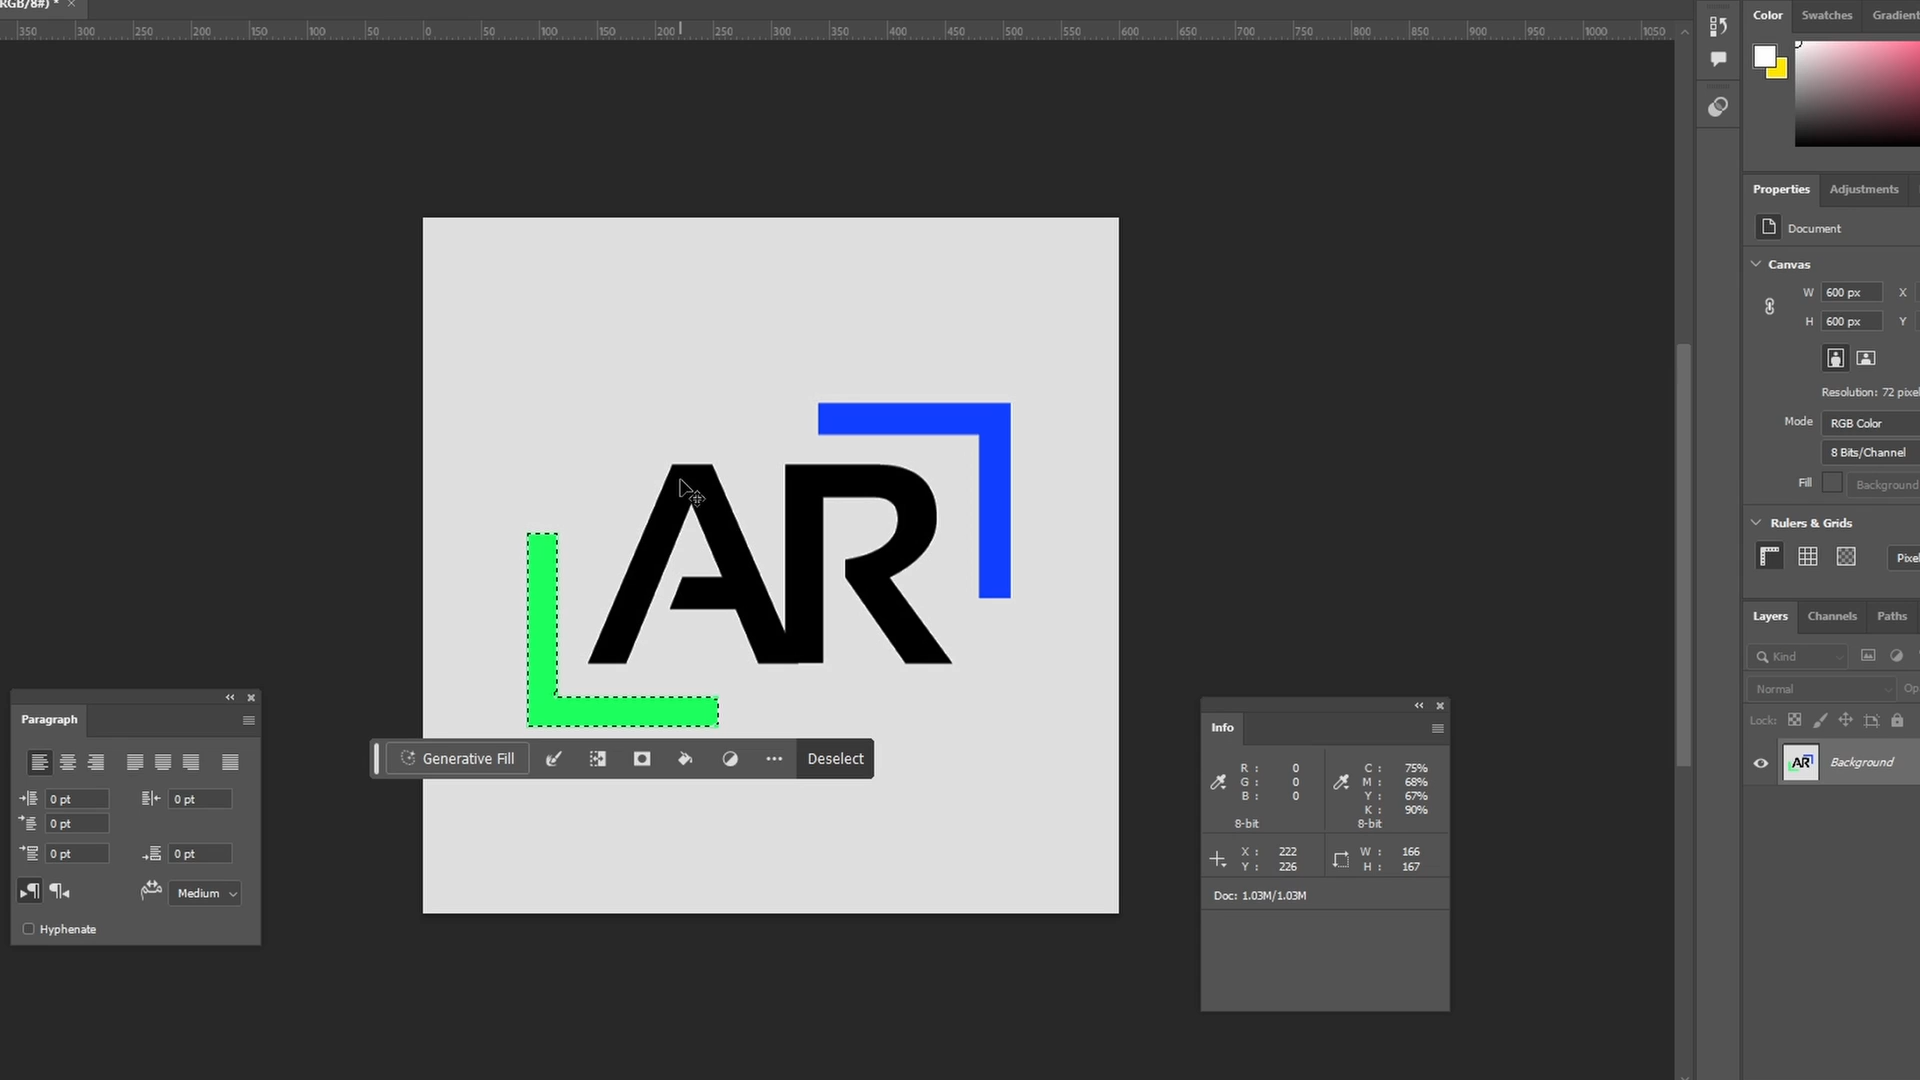 RGB/8#) * ×
350 300 250 200 150 100 50 0 50 100 150 200 250 300 350 400 450 500 550 600 650 700 750 800 850 900 950 1000 1050
Color Swatches Gradient
Properties Adjustments
Document
Canvas
W 600 px X
H 600 px Y
Resolution: 72 pixel
Mode RGB Color
8 Bits/Channel
Fill Background
Rulers & Grids
Pixel
Layers Channels Paths
Kind
Normal Op
Lock:
Background
AR
Generative Fill Deselect
Paragraph
0 pt 0 pt
0 pt
0 pt 0 pt
Medium
Hyphenate
Info
R : 0 C : 75%
G : 0 M : 68%
B : 0 Y : 67%
K : 90%
8-bit 8-bit
X : 222 W : 166
Y : 226 H : 167
Doc: 1.03M/1.03M